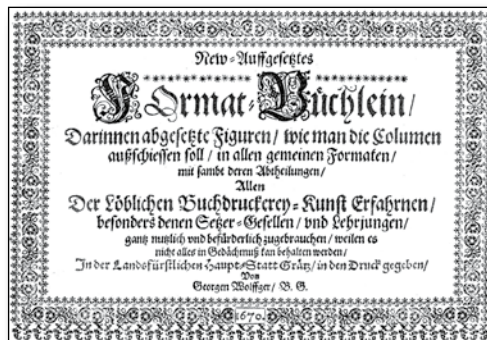 New-Auffgesetztes
Format-Büchlein/
Darinnen abgesetzte Figuren/ wie man die Columen
außschiessen soll/ in allen gemeinen Formaten/
mit sambt deren Abtheilungen/
Allen
Der Löblichen Buchdruckerey-Kunst Erfahrnen/
besonders denen Setzer-Gesellen/ vnd Lehrjungen/
gantz nutzlich vnd befürderlich zugebrauchen/ weilen es
nicht alles in Gedächtnuß kan behalten werden/
In der Landsfürstlichen Haupt-Statt Grätz/ in den Druck gegeben/
Von
Georgen Wolffger/ B. G.
1670.